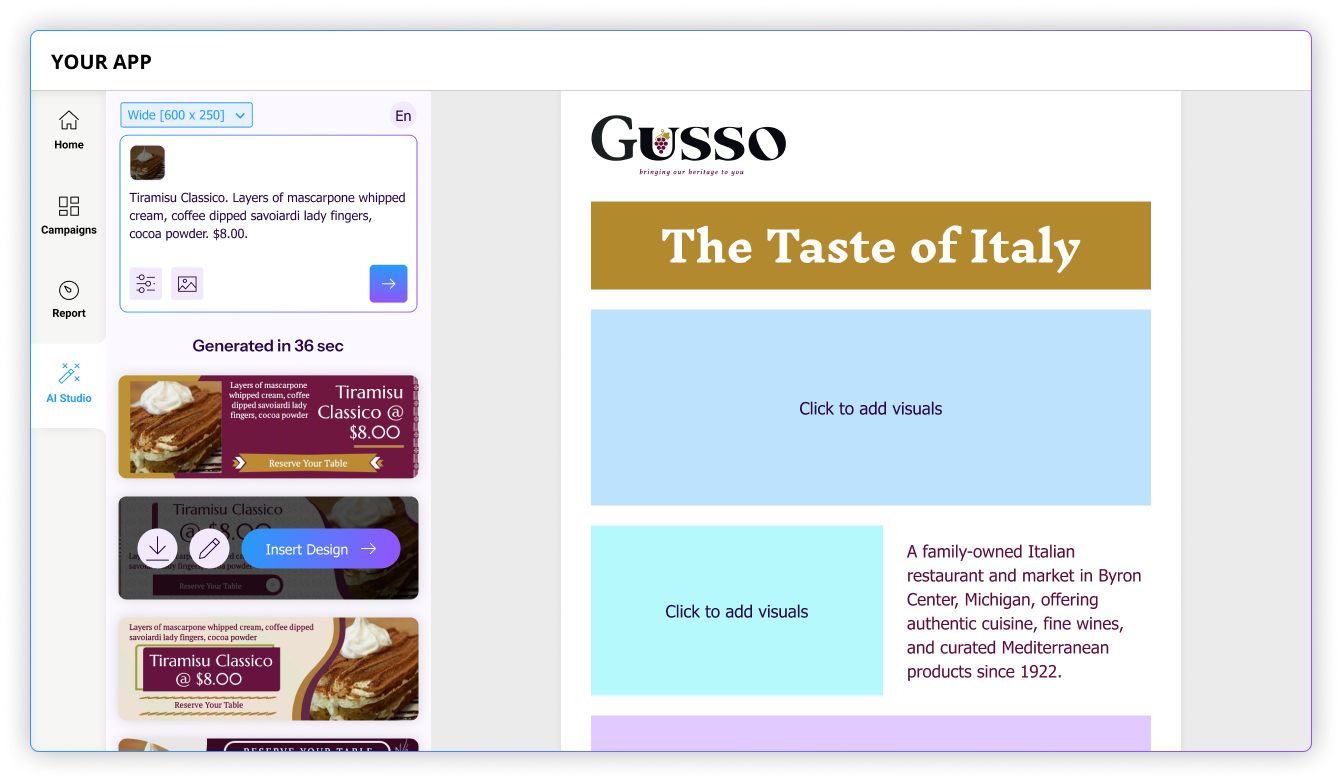 YOUR APP
Home
Campaigns
Report
AI Studio
Wide [600 x 250]
En
Tiramisu Classico. Layers of mascarpone whipped
cream, coffee dipped savoiardi lady fingers,
cocoa powder. $8.00.
Generated in 36 sec
Layers of mascarpone
whipped cream, coffee
dipped savoiardi lady
fingers, cocoa powder
Tiramisu
Classico @
$8.00
Reserve Your Table
Tiramisu Classico
@ $8.00
Reserve Your Table
Insert Design
Layers of mascarpone whipped cream, coffee dipped
savoiardi lady fingers, cocoa powder
Tiramisu Classico
@ $8.00
Reserve Your Table
RESERVE YOUR TABLE
GUSSO
bringing our heritage to you
The Taste of Italy
Click to add visuals
Click to add visuals
A family-owned Italian
restaurant and market in Byron
Center, Michigan, offering
authentic cuisine, fine wines,
and curated Mediterranean
products since 1922.